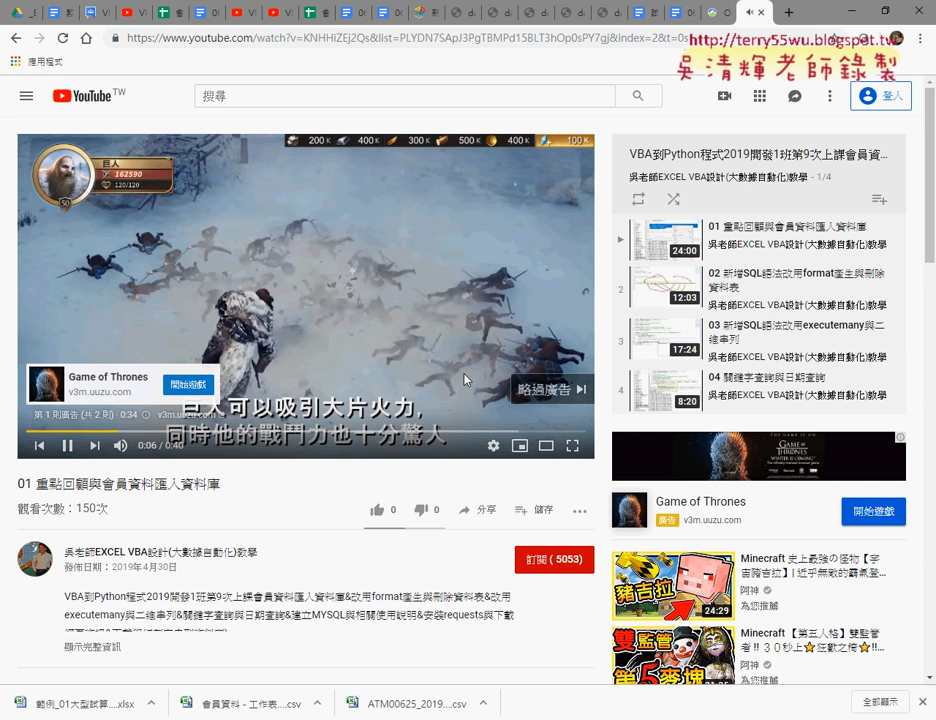 https://www.youtube.com/watch?v=KNHHiZEj2Qs&list=PLYDN7SApJ3PgTBMPd15BLT3hOp0sPY7gj&index=2&t=0s
http://terry55wu.blogspot.tw
吳清輝老師錄製
應用程式
YouTube TW
搜尋
登入
200 K 400 K 300 K 500 K 400 K 100 K
巨人
162590
120/120
50
Game of Thrones
v3m.uuzu.com
開始遊戲
略過廣告
第 1 則廣告 (共 2 則) · 0:34
巨人可以吸引大片火力,
同時他的戰鬥力也十分驚人
0:06 / 0:40
01 重點回顧與會員資料匯入資料庫
觀看次數：150次
0 0 分享 儲存
吳老師EXCEL VBA設計(大數據自動化)教學
發佈日期：2019年4月30日
訂閱 ( 5053)
VBA到Python程式2019開發1班第9次上課會員資料匯入資料庫&改用format產生與刪除資料表&改用
executemany與二維串列&關鍵字查詢與日期查詢&建立MYSQL與相關使用說明&安裝requests與下載
顯示完整資訊
VBA到Python程式2019開發1班第9次上課會員資...
吳老師EXCEL VBA設計(大數據自動化)教學 - 1/4
01 重點回顧與會員資料匯入資料庫
吳老師EXCEL VBA設計(大數據自動化)教學
24:00
2
02 新增SQL語法改用format產生與刪除
資料表
吳老師EXCEL VBA設計(大數據自動化)教學
12:03
3
03 新增SQL語法改用executemany與二
維串列
吳老師EXCEL VBA設計(大數據自動化)教學
17:24
4
04 關鍵字查詢與日期查詢
吳老師EXCEL VBA設計(大數據自動化)教學
8:20
GAME OF THRONES
WINTER IS COMING
Game of Thrones
廣告 v3m.uuzu.com
開始遊戲
豬吉拉
24:29
Minecraft 史上最強の怪物【宇
宙豬吉拉】| 近乎無敵的霸氣登...
阿神
為您推薦
雙監管
第5麥塊
Minecraft 【第五人格】雙監管
者!! ３０秒上⭐狂歡之椅⭐!!...
阿神
為您推薦
範例_01大型試算....xlsx
會員資料 - 工作表....csv
ATM00625_2019....csv
全部顯示